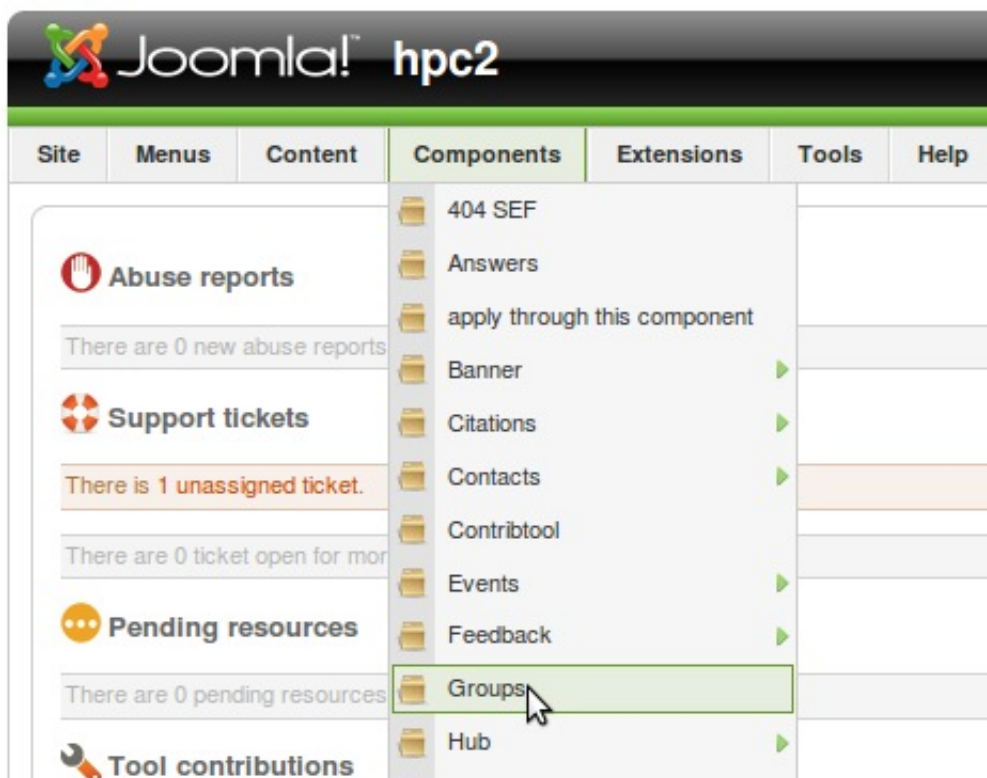 Joomla!™ hpc2
Site Menus Content Components Extensions Tools Help
404 SEF
Answers
apply through this component
Banner
Citations
Contacts
Contribtool
Events
Feedback
Groups
Hub
Abuse reports
There are 0 new abuse reports
Support tickets
There is 1 unassigned ticket.
There are 0 ticket open for mor
Pending resources
There are 0 pending resources
Tool contributions